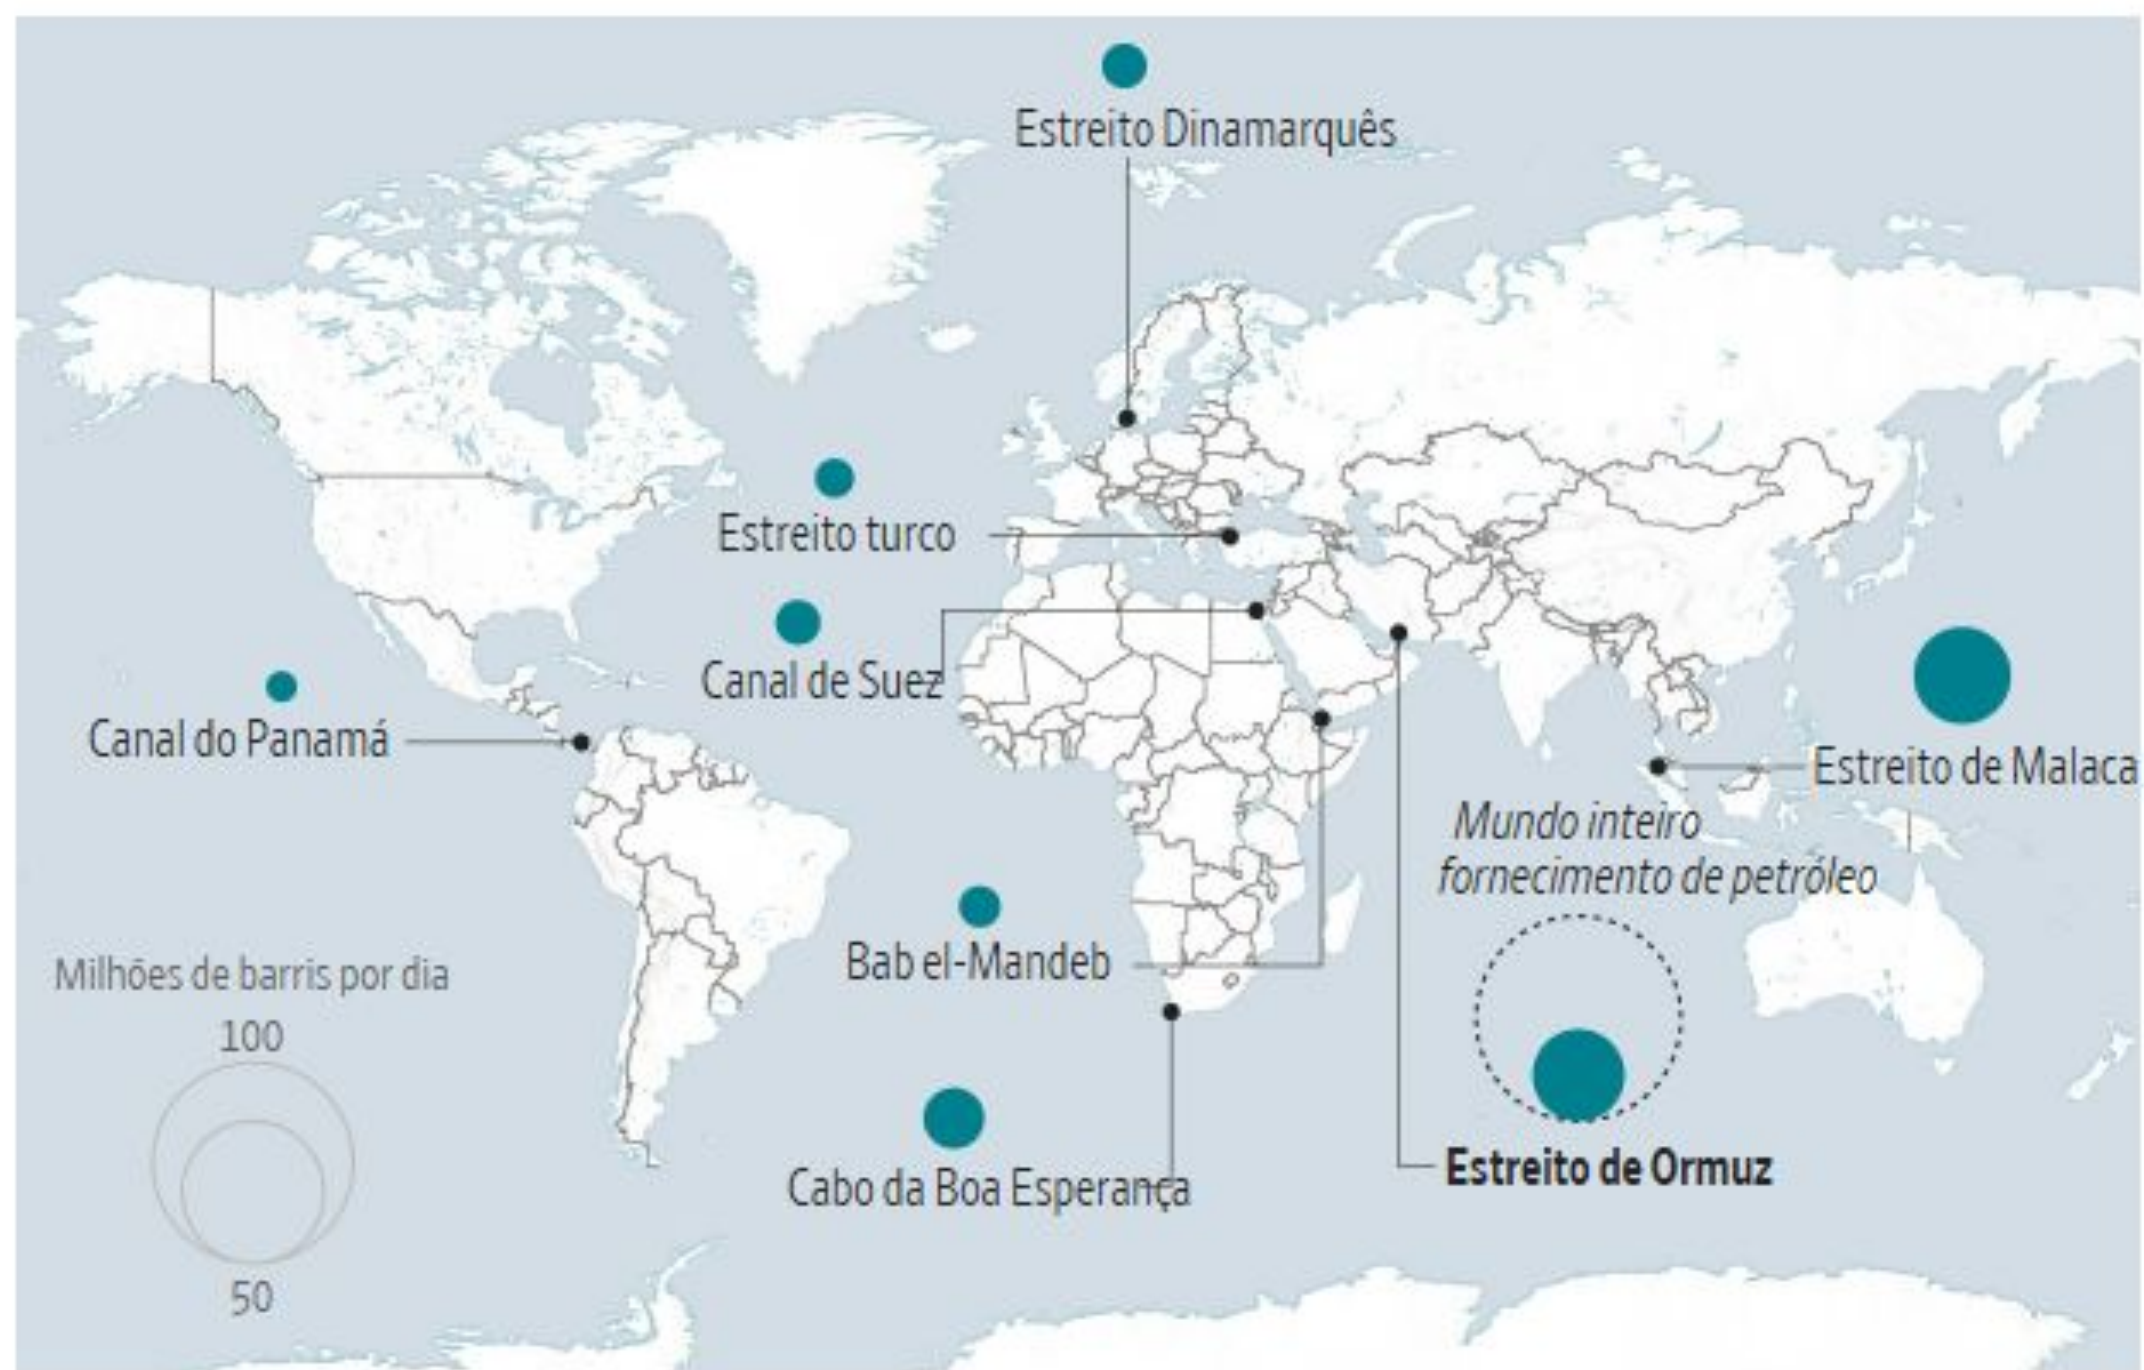 Estreito Dinamarquês
Estreito turco
Canal de Suez
Canal do Panamá
Estreito de Malaca
Mundo inteiro
fornecimento de petróleo
Bab el-Mandeb
Milhões de barris por dia
100
50
Cabo da Boa Esperança
Estreito de Ormuz